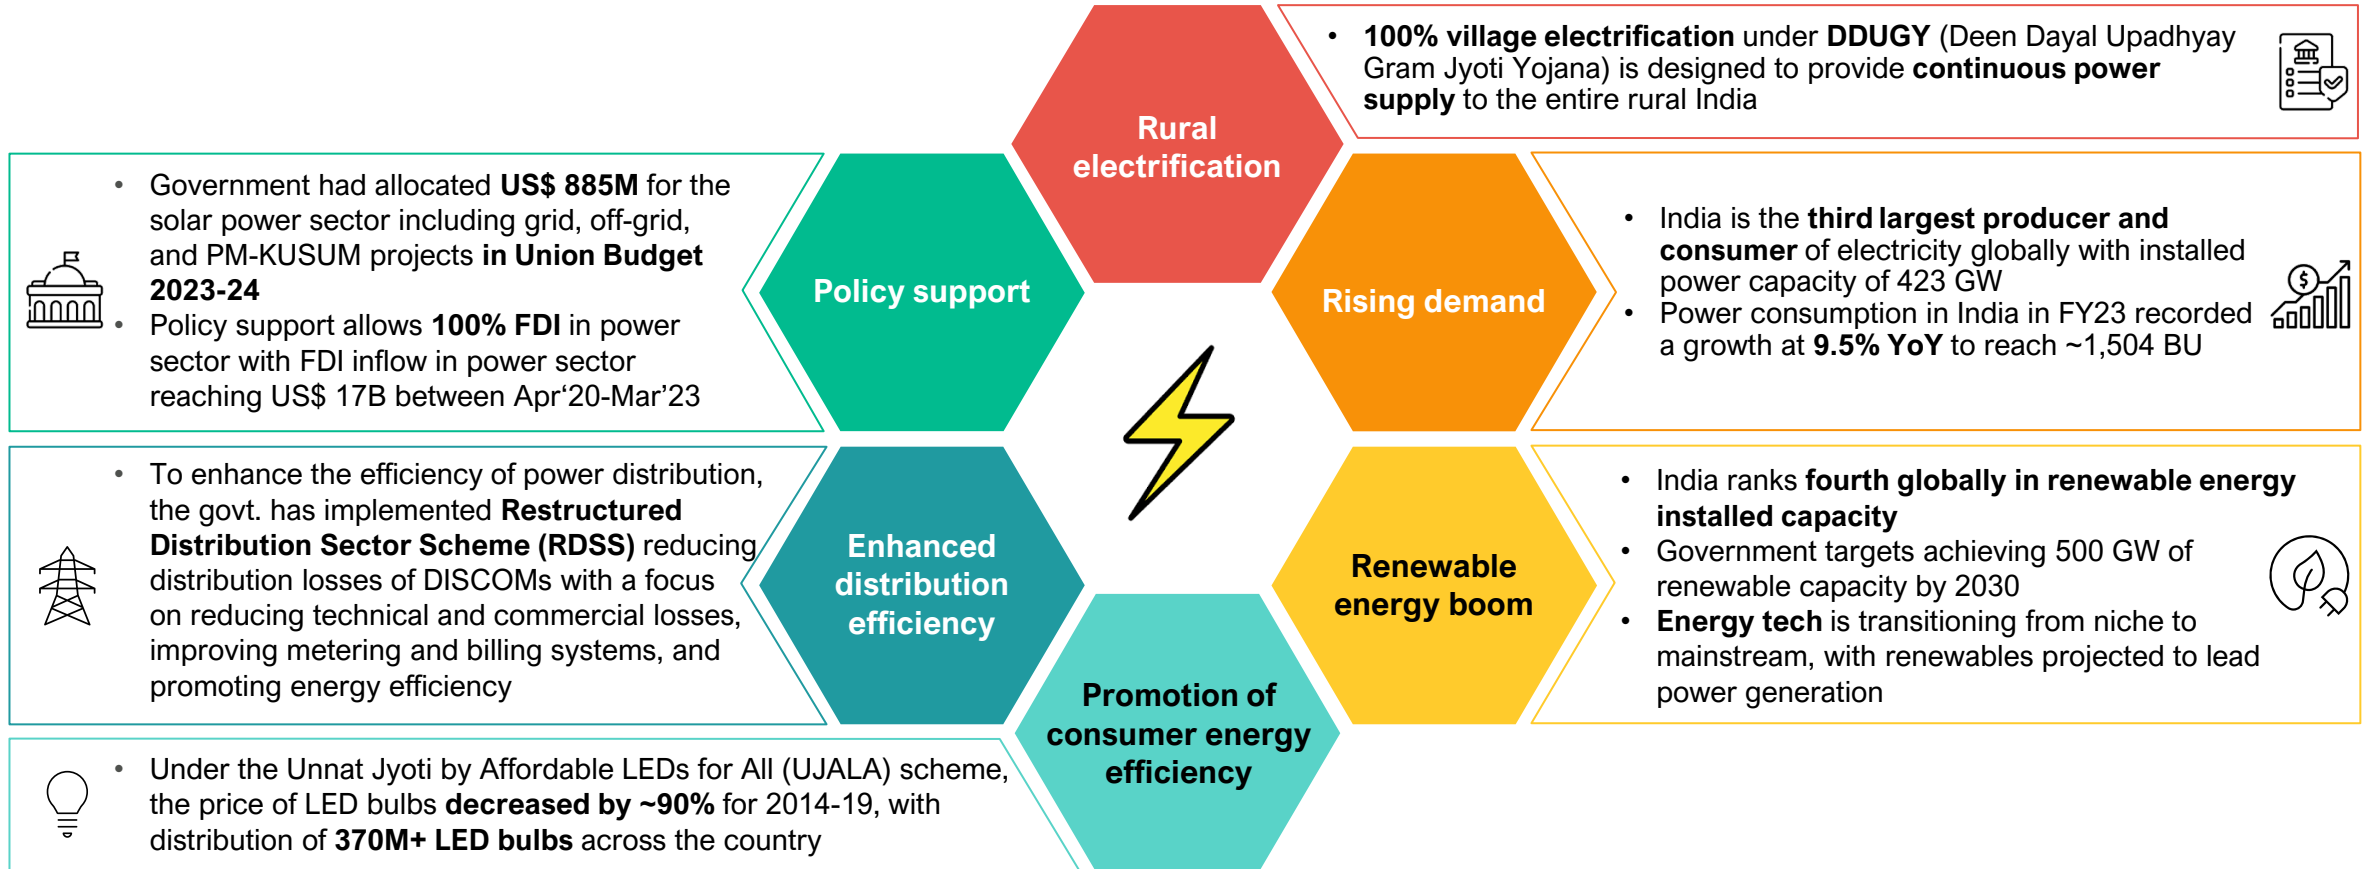 Rural
electrification
• 100% village electrification under DDUGY (Deen Dayal Upadhyay
Gram Jyoti Yojana) is designed to provide continuous power
supply to the entire rural India
Policy support
• Government had allocated US$ 885M for the
solar power sector including grid, off-grid,
and PM-KUSUM projects in Union Budget
2023-24
• Policy support allows 100% FDI in power
sector with FDI inflow in power sector
reaching US$ 17B between Apr‘20-Mar’23
Rising demand
• India is the third largest producer and
consumer of electricity globally with installed
power capacity of 423 GW
• Power consumption in India in FY23 recorded
a growth at 9.5% YoY to reach ~1,504 BU
$
Enhanced
distribution
efficiency
• To enhance the efficiency of power distribution,
the govt. has implemented Restructured
Distribution Sector Scheme (RDSS) reducing
distribution losses of DISCOMs with a focus
on reducing technical and commercial losses,
improving metering and billing systems, and
promoting energy efficiency
Renewable
energy boom
• India ranks fourth globally in renewable energy
installed capacity
• Government targets achieving 500 GW of
renewable capacity by 2030
• Energy tech is transitioning from niche to
mainstream, with renewables projected to lead
power generation
Promotion of
consumer energy
efficiency
• Under the Unnat Jyoti by Affordable LEDs for All (UJALA) scheme,
the price of LED bulbs decreased by ~90% for 2014-19, with
distribution of 370M+ LED bulbs across the country